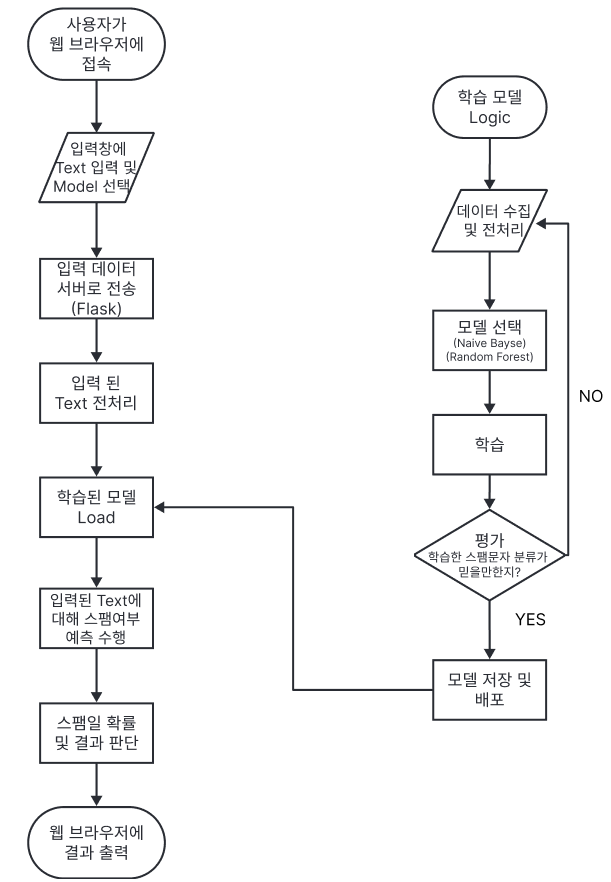 사용자가
웹 브라우저에
접속
입력창에
Text 입력 및
Model 선택
입력 데이터
서버로 전송
(Flask)
입력 된
Text 전처리
학습된 모델
Load
입력된 Text에
대해 스팸여부
예측 수행
스팸일 확률
및 결과 판단
웹 브라우저에
결과 출력
학습 모델
Logic
데이터 수집
및 전처리
모델 선택
(Naive Bayse)
(Random Forest)
학습
평가
학습한 스팸문자 분류가
믿을만한지?
NO
YES
모델 저장 및
배포